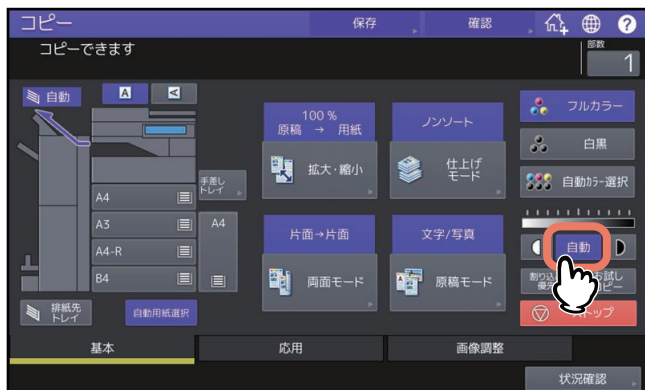 コピー
保存
確認
?
コピーできます
部数
1
自動
A
A
手差し
トレイ
A4
A3
A4-R
B4
A4
排紙先
トレイ
自動用紙選択
100 %
原稿 → 用紙
拡大・縮小
ノンソート
仕上げ
モード
片面→片面
両面モード
文字/写真
原稿モード
フルカラー
白黒
自動カラー選択
自動
割り込
優先
お試し
ピー
トップ
基本
応用
画像調整
状況確認